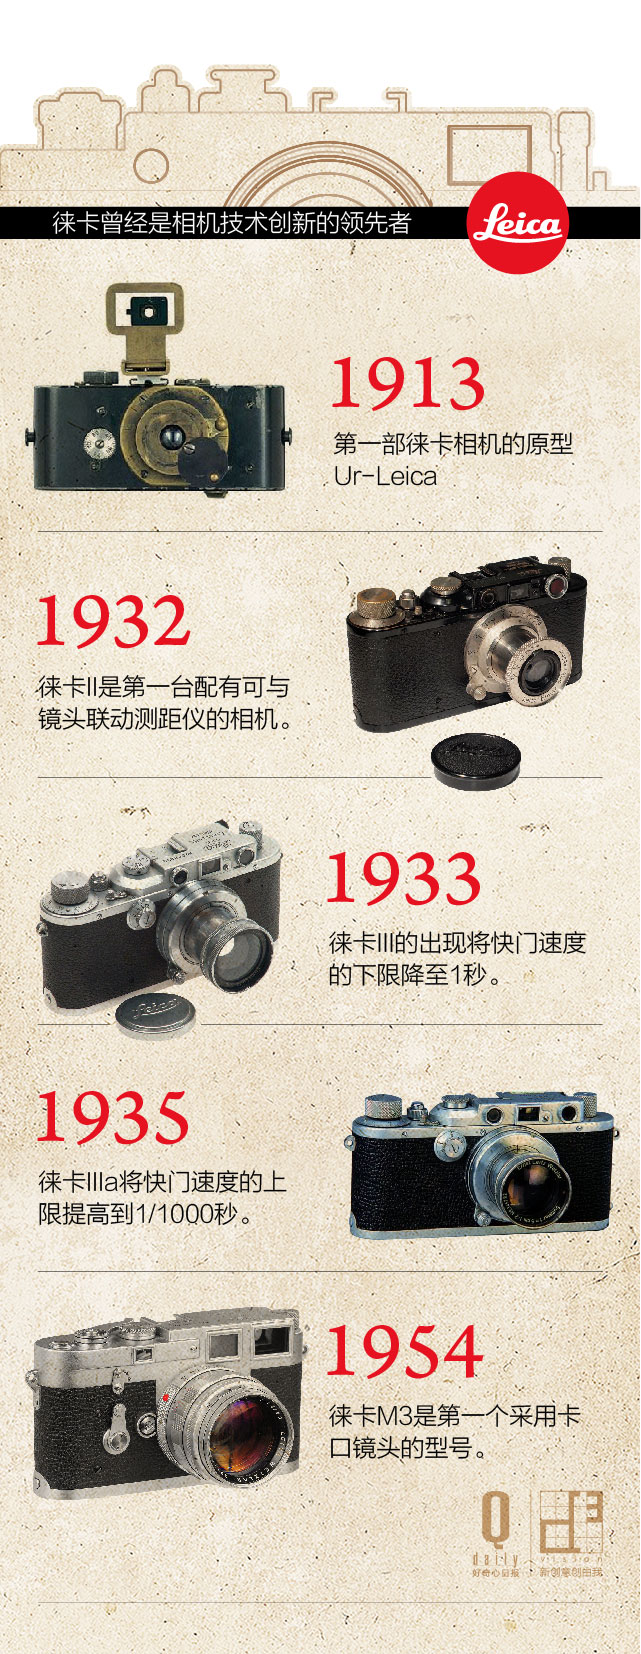 徕卡曾经是相机技术创新的领先者
Leica
1913
第一部徕卡相机的原型
Ur-Leica
1932
徕卡II是第一台配有可与
镜头联动测距仪的相机。
1933
徕卡III的出现将快门速度
的下限降至1秒。
Leica
1935
徕卡IIIa将快门速度的上
限提高到1/1000秒。
1954
徕卡M3是第一个采用卡
口镜头的型号。
Q
daily
好奇心日报
新创意创由我